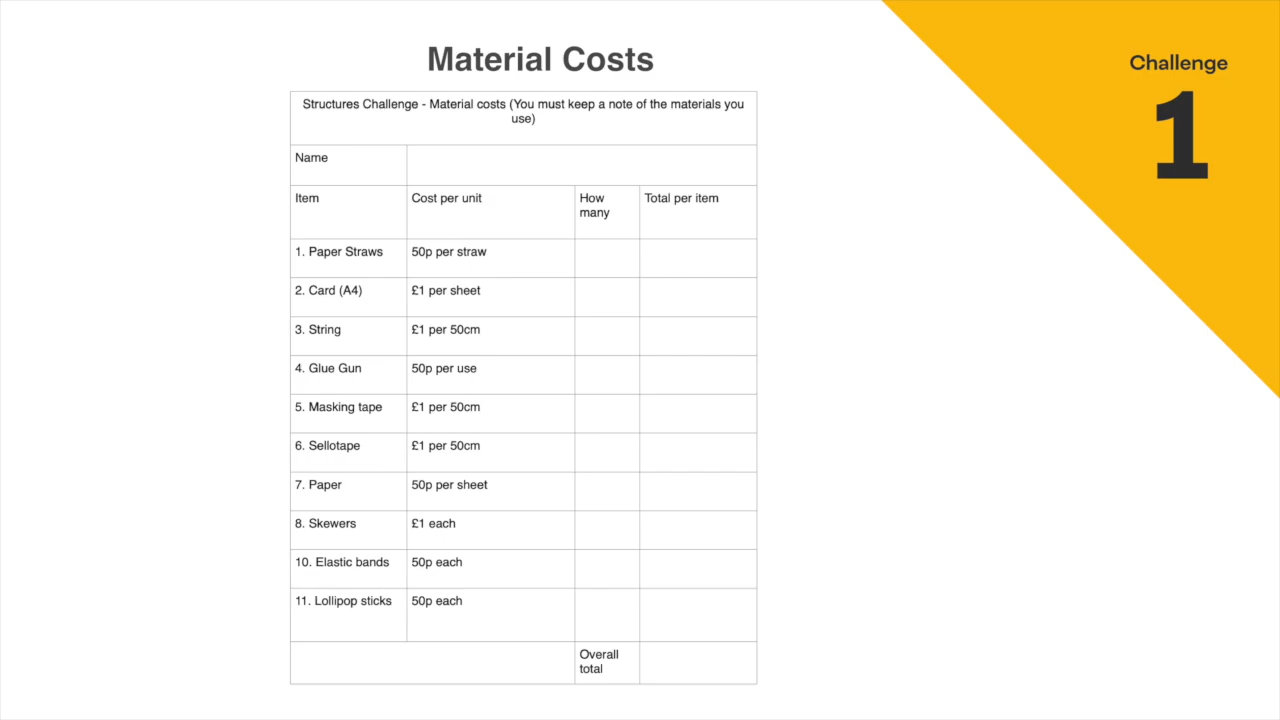 Material Costs
Challenge
1
Structures Challenge - Material costs (You must keep a note of the materials you
use)
Name
Item
Cost per unit
How
many
Total per item
1. Paper Straws
50p per straw
2. Card (A4)
£1 per sheet
3. String
£1 per 50cm
4. Glue Gun
50p per use
5. Masking tape
£1 per 50cm
6. Sellotape
£1 per 50cm
7. Paper
50p per sheet
8. Skewers
£1 each
10. Elastic bands
50p each
11. Lollipop sticks
50p each
Overall
total